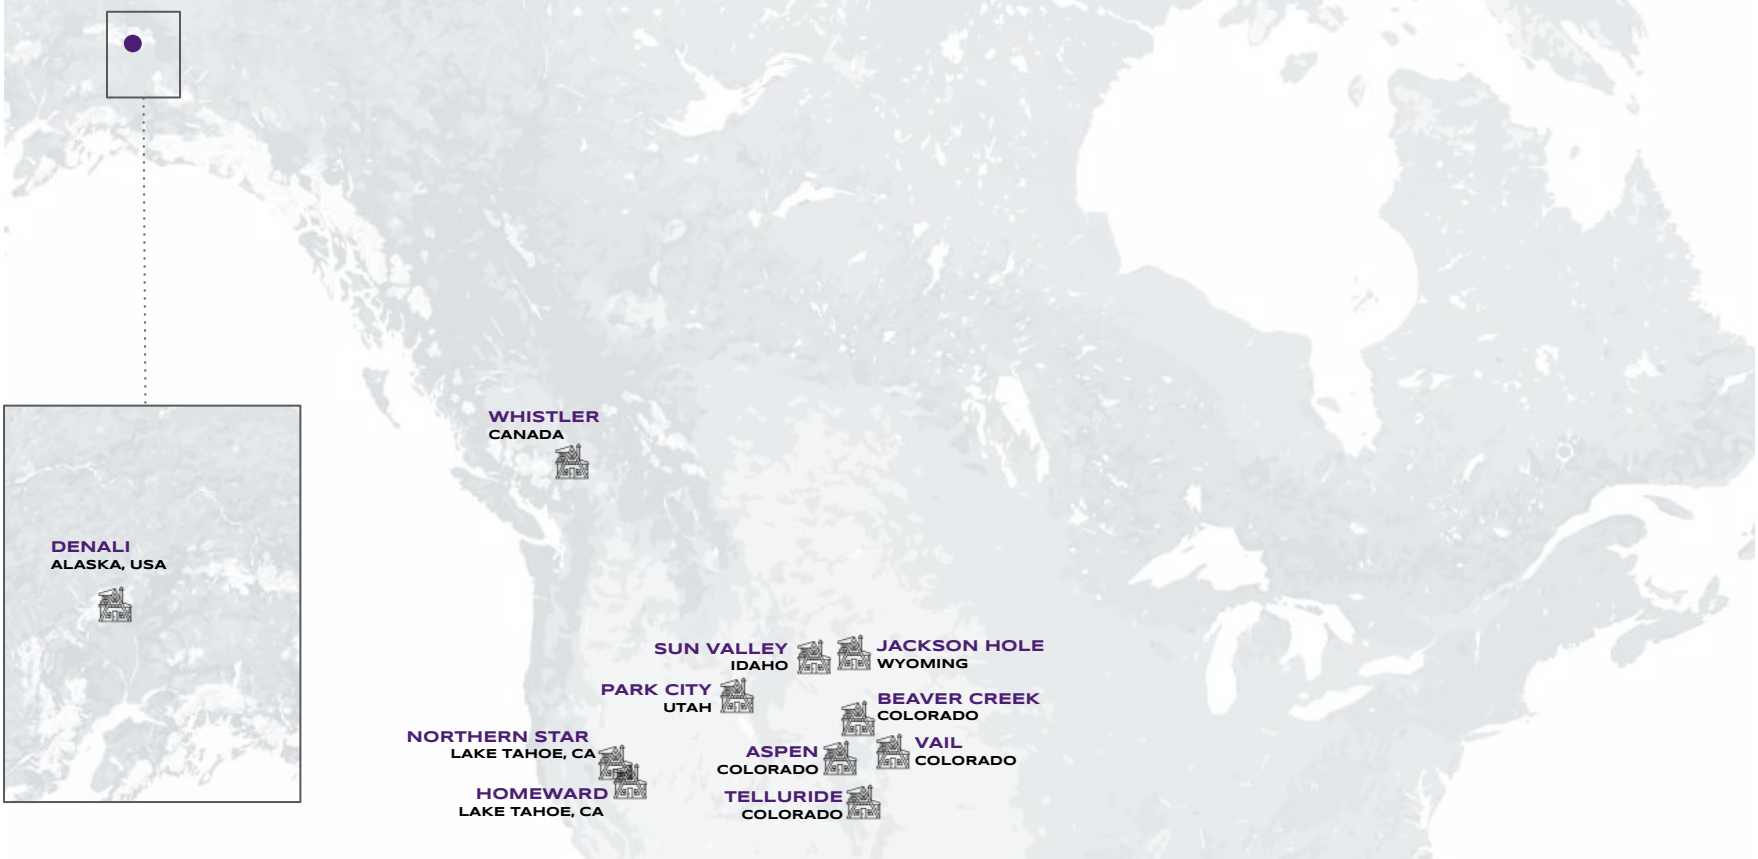 WHISTLER
CANADA
DENALI
ALASKA, USA
SUN VALLEY
IDAHO
JACKSON HOLE
WYOMING
PARK CITY
UTAH
BEAVER CREEK
COLORADO
NORTHERN STAR
LAKE TAHOE, CA
ASPEN
COLORADO
VAIL
COLORADO
HOMEWARD
LAKE TAHOE, CA
TELLURIDE
COLORADO